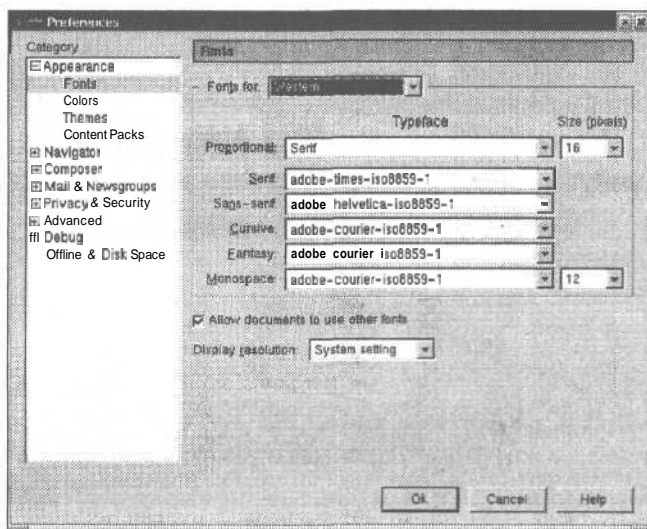 Preferences
Category
Appearance
Fonts
Colors
Themes
Content Packs
Navigator
Composer
Mail & Newsgroups
Privacy & Security
Advanced
ffl Debug
Offline & Disk Space
Fonts
Fonts for: Western
Typeface Size (pixels)
Proportional: Serif 16
Serif: adobe-times-iso8859-1
Sans-serif: adobe helvetica-iso8859-1
Cursive: adobe-courier-iso8859-1
Fantasy: adobe courier iso8859-1
Monospace: adobe-courier-iso8859-1 12
Allow documents to use other fonts
Display resolution: System setting
OK Cancel Help